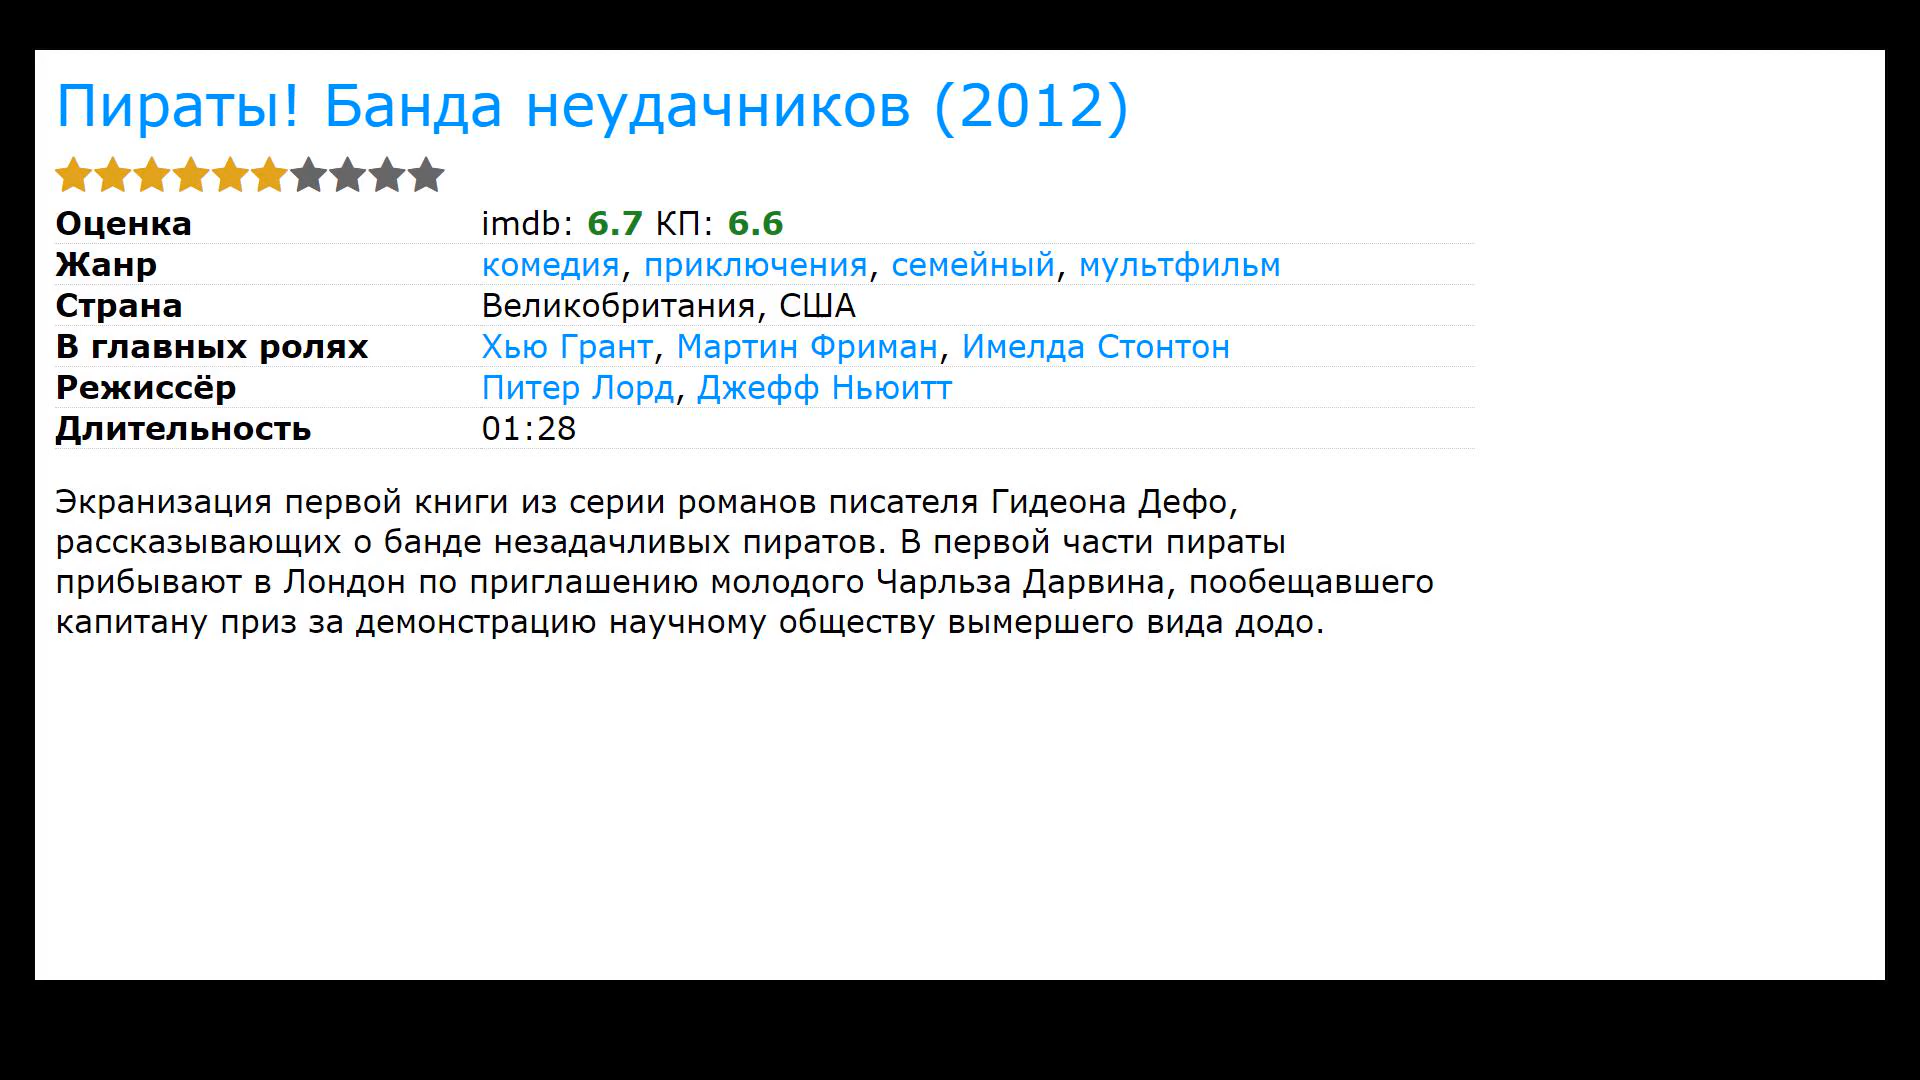 Пираты! Банда неудачников (2012)
Оценка imdb: 6.7 КП: 6.6
Жанр комедия, приключения, семейный, мультфильм
Страна Великобритания, США
В главных ролях Хью Грант, Мартин Фриман, Имелда Стонтон
Режиссёр Питер Лорд, Джефф Ньюитт
Длительность 01:28
Экранизация первой книги из серии романов писателя Гидеона Дефо,
рассказывающих о банде незадачливых пиратов. В первой части пираты
прибывают в Лондон по приглашению молодого Чарльза Дарвина, пообещавшего
капитану приз за демонстрацию научному обществу вымершего вида додо.